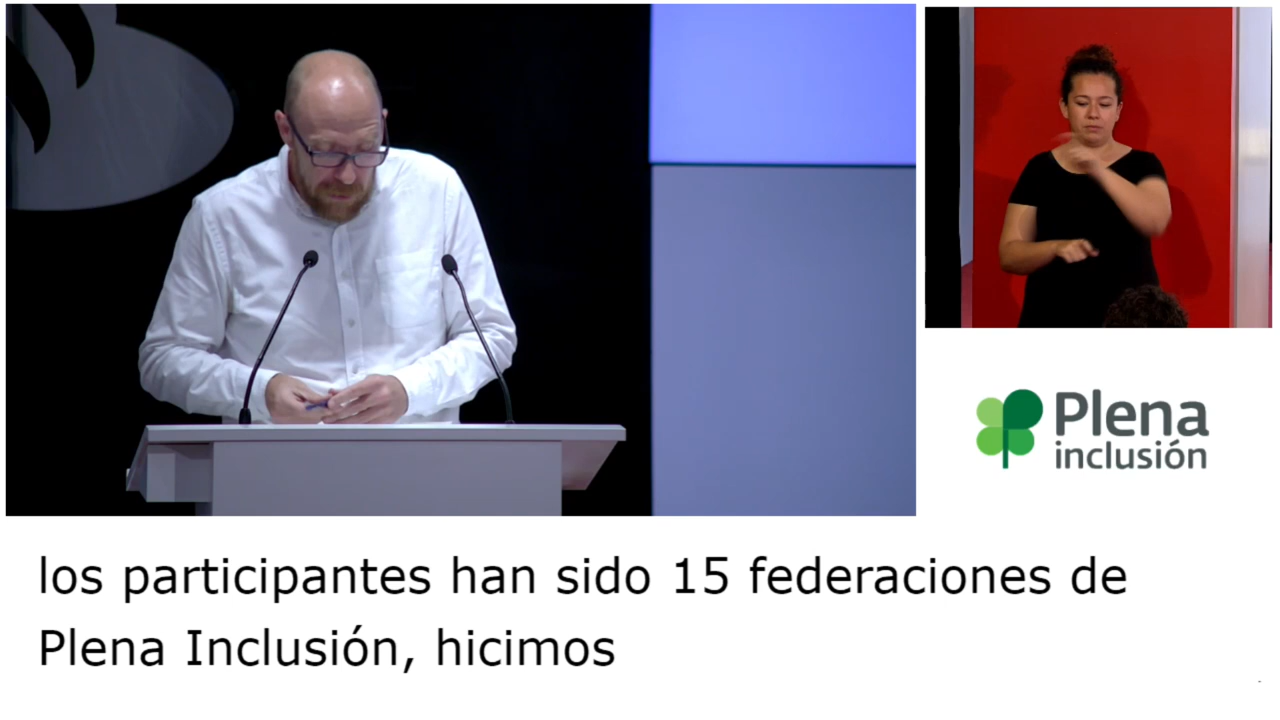 Plena
inclusión
los participantes han sido 15 federaciones de
Plena Inclusión, hicimos